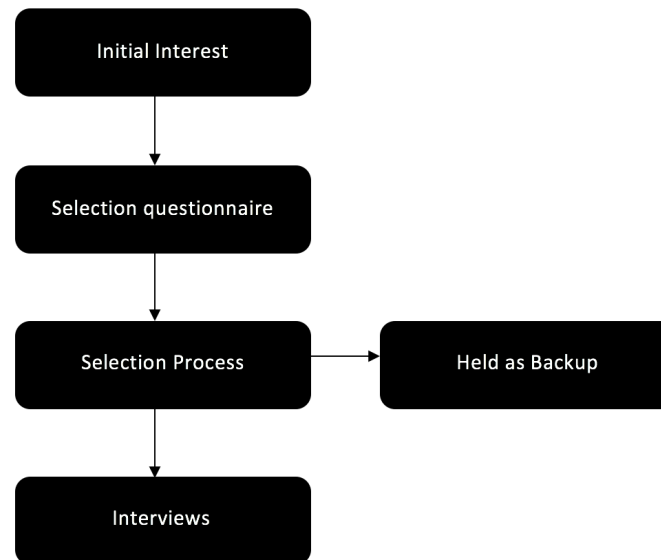 Initial Interest
Selection questionnaire
Selection Process
Held as Backup
Interviews